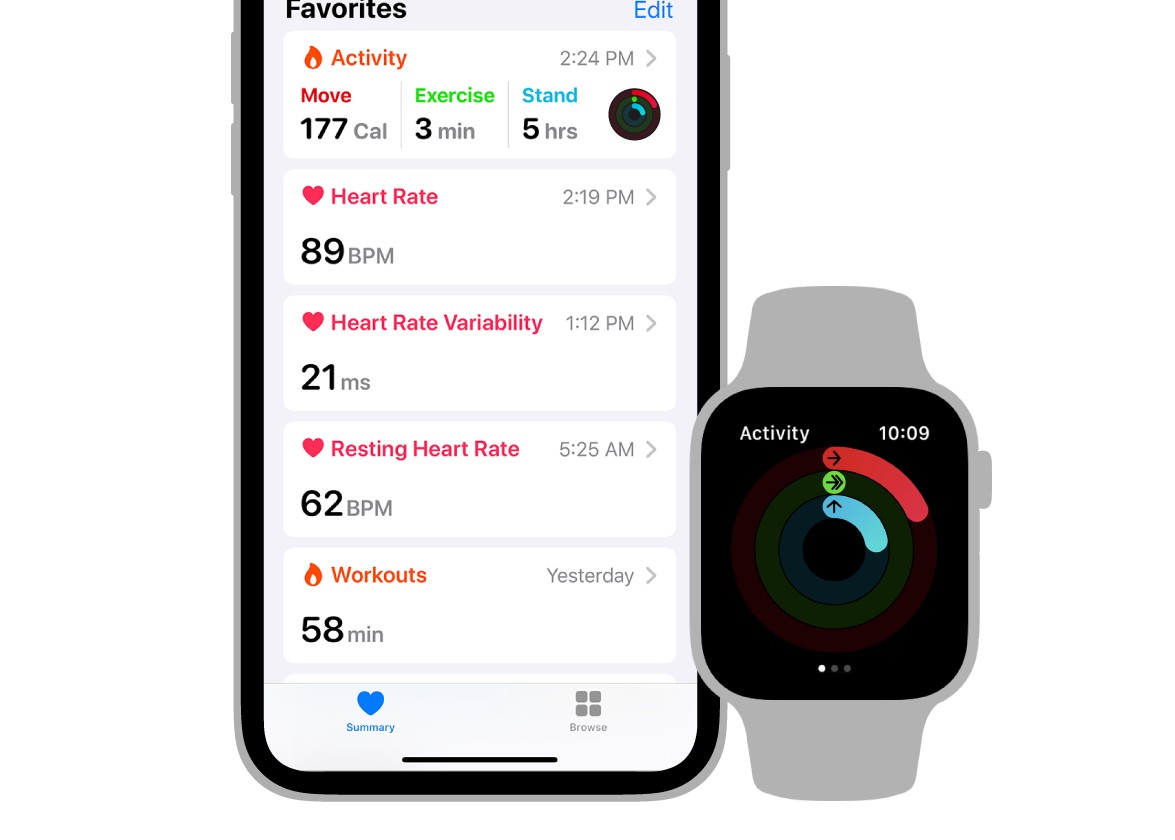 Favorites Edit
Activity 2:24 PM
Move Exercise Stand
177 Cal 3 min 5 hrs
Heart Rate 2:19 PM
89 BPM
Heart Rate Variability 1:12 PM
21 ms
Resting Heart Rate 5:25 AM
62 BPM
Workouts Yesterday
58 min
Summary Browse
Activity 10:09